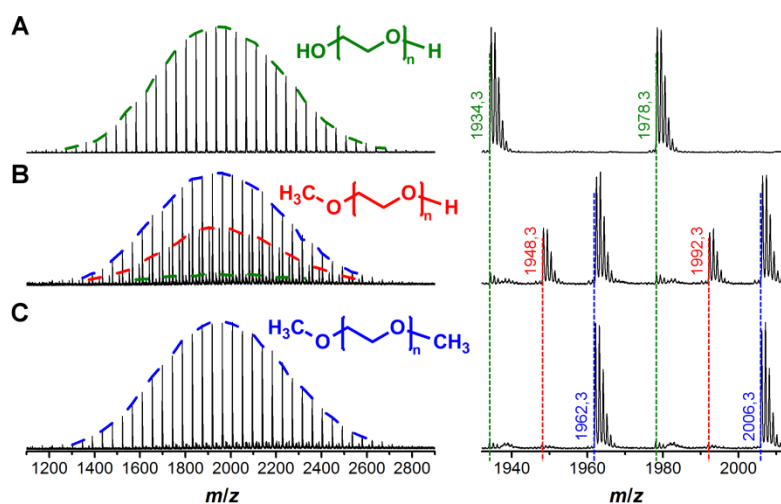 A
HO ( O ) n H
1934,3
1978,3
B
H3C O ( O ) n H
1948,3
1992,3
C
H3C O ( O ) n CH3
1962,3
2006,3
1200 1400 1600 1800 2000 2200 2400 2600 2800
1940 1960 1980 2000
m/z
m/z